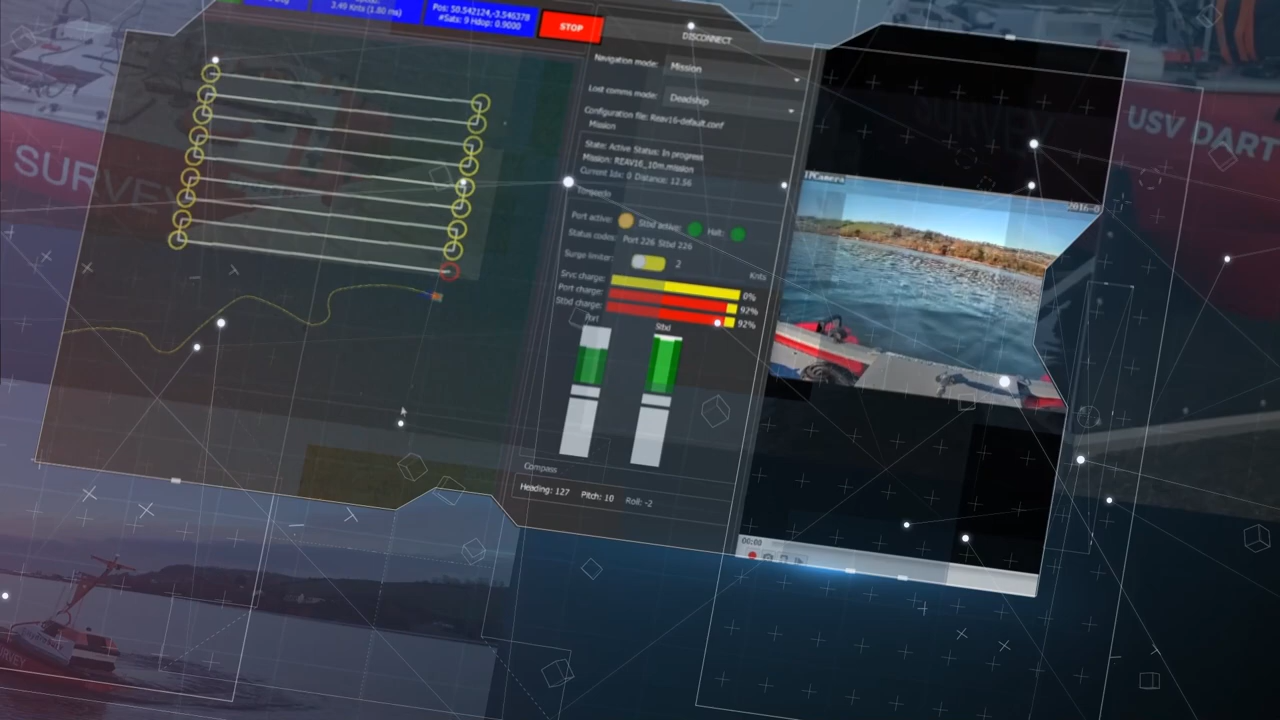 3.49 Knts (1.80 ms)
Pos: 50.542124,-3.546378
#Sats: 9 Hdop: 0.9000
STOP
DISCONNECT
Navigation mode: Mission
Lost comms mode: Deadship
Configuration file: Reav16-default.conf
Mission
State: Active Status: In progress
Mission: REAV16_10m.mission
Current Idx: 0 Distance: 12.56
Torpedo
Port active: Stbd active: Halt:
Status codes: Port 226 Stbd 226
Surge limiter: 2
Knts
Srvc charge: 0%
Port charge: 92%
Stbd charge: 92%
Port Stbd
Compass
Heading: 127 Pitch: 10 Roll: -2
IPCamera
2016-0
00:00
SURVEY
USV DART
SURVEY